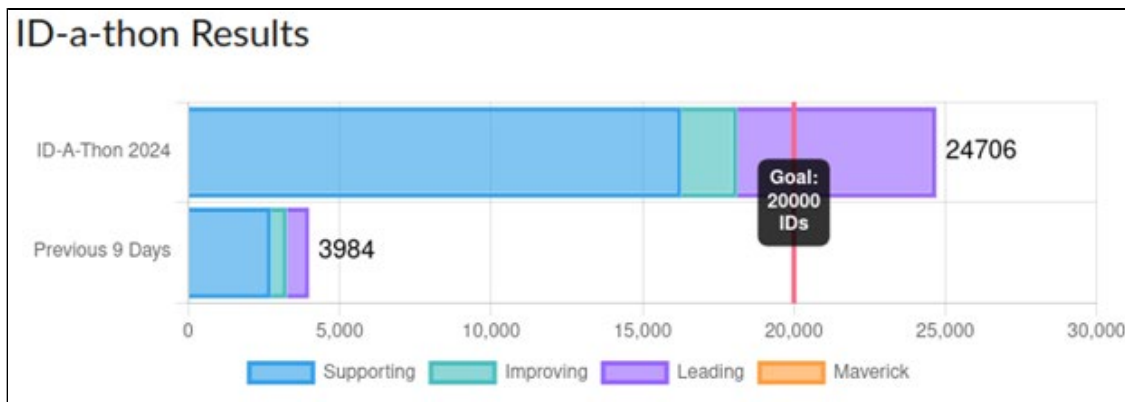 ID-a-thon Results
ID-A-Thon 2024
24706
Goal:
20000
IDs
Previous 9 Days
3984
0 5,000 10,000 15,000 20,000 25,000 30,000
Supporting Improving Leading Maverick